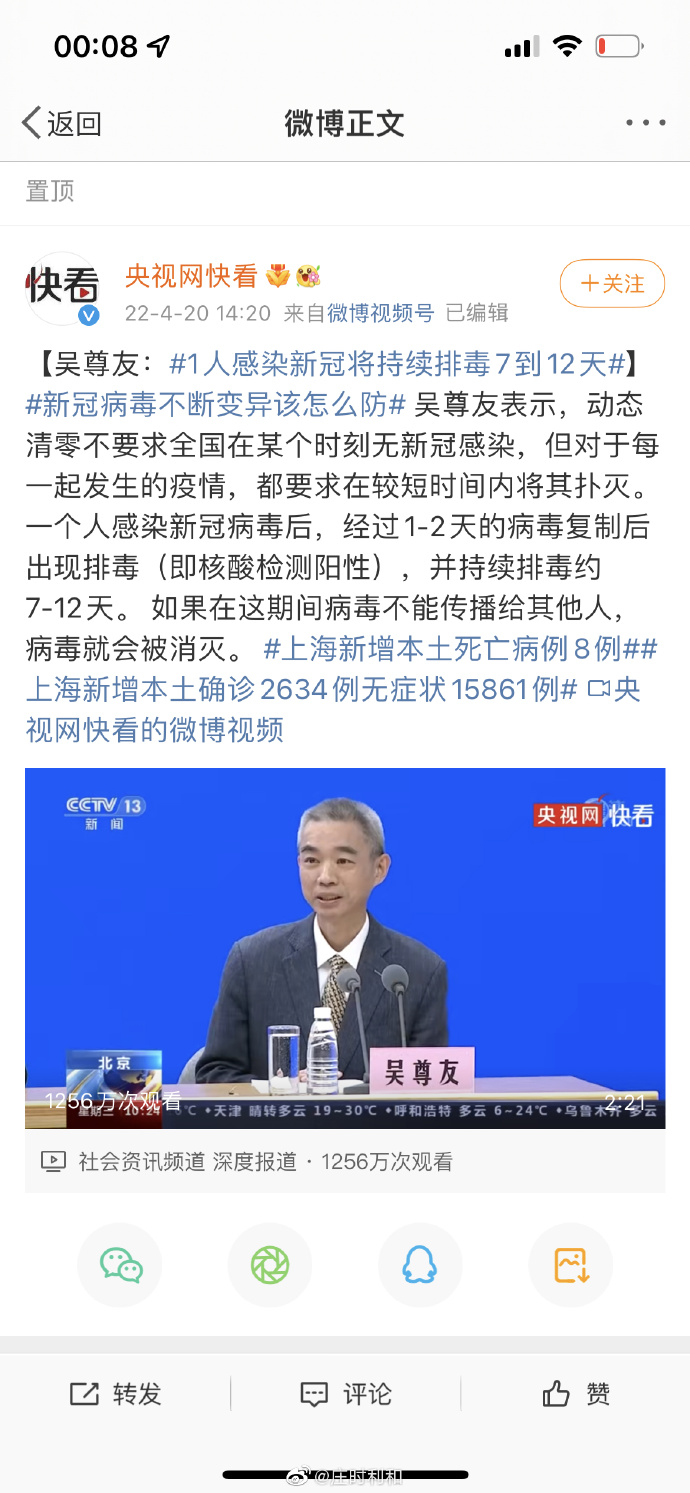 00:08
返回
微博正文
置顶
快看
央视网快看
22-4-20 14:20 来自微博视频号 已编辑
+关注
【吴尊友：#1人感染新冠将持续排毒7到12天#】
#新冠病毒不断变异该怎么防# 吴尊友表示，动态
清零不要求全国在某个时刻无新冠感染，但对于每
一起发生的疫情，都要求在较短时间内将其扑灭。
一个人感染新冠病毒后，经过1-2天的病毒复制后
出现排毒（即核酸检测阳性），并持续排毒约
7-12天。 如果在这期间病毒不能传播给其他人，
病毒就会被消灭。 #上海新增本土死亡病例8例##
上海新增本土确诊2634例无症状15861例# 央
视网快看的微博视频
CCTV 13
新闻
央视网 快看
吴尊友
北京
1256万次观看
2:21
星期三 10:24
℃ •天津 晴转多云 19~30℃ •呼和浩特 多云 6~24℃ •乌鲁木齐 多云
社会资讯频道 深度报道 · 1256万次观看
转发
评论
赞
@庄时利和